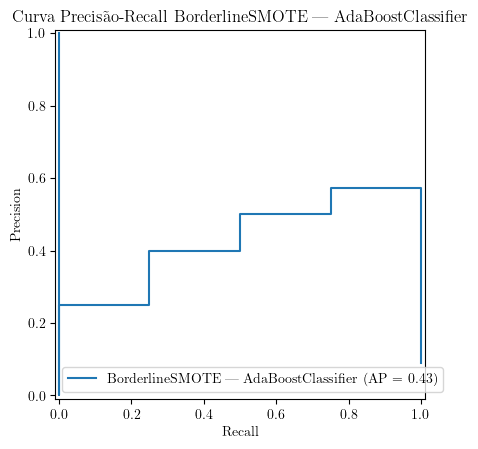 Curva Precisão-Recall BorderlineSMOTE — AdaBoostClassifier
1.0
0.8
0.6
0.4
0.2
0.0
Precision
BorderlineSMOTE — AdaBoostClassifier (AP = 0.43)
0.0 0.2 0.4 0.6 0.8 1.0
Recall